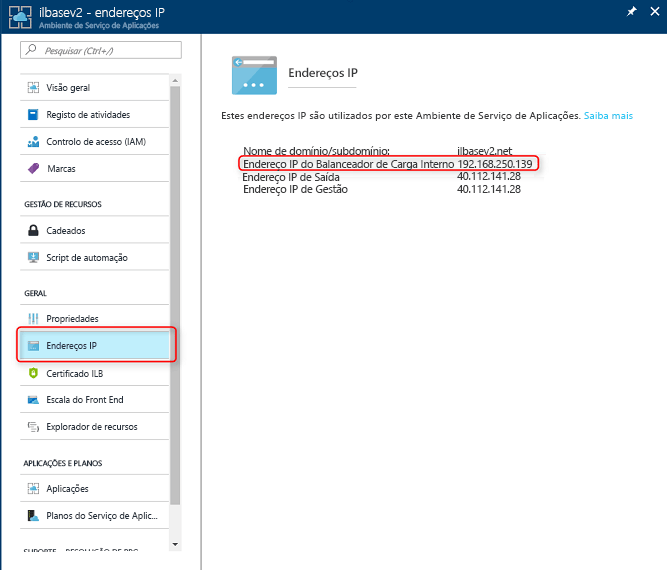 ilbasev2 - endereços IP
Ambiente de Serviço de Aplicações
Pesquisar (Ctrl+/)
Visão geral
Registo de atividades
Controlo de acesso (IAM)
Marcas
GESTÃO DE RECURSOS
Cadeados
Script de automação
GERAL
Propriedades
Endereços IP
Certificado ILB
Escala do Front End
Explorador de recursos
APLICAÇÕES E PLANOS
Aplicações
Planos do Serviço de Aplic...
Endereços IP
Estes endereços IP são utilizados por este Ambiente de Serviço de Aplicações. Saiba mais
Nome de domínio/subdomínio: ilbasev2.net
Endereço IP do Balanceador de Carga Interno 192.168.250.139
Endereço IP de Saída 40.112.141.28
Endereço IP de Gestão 40.112.141.28